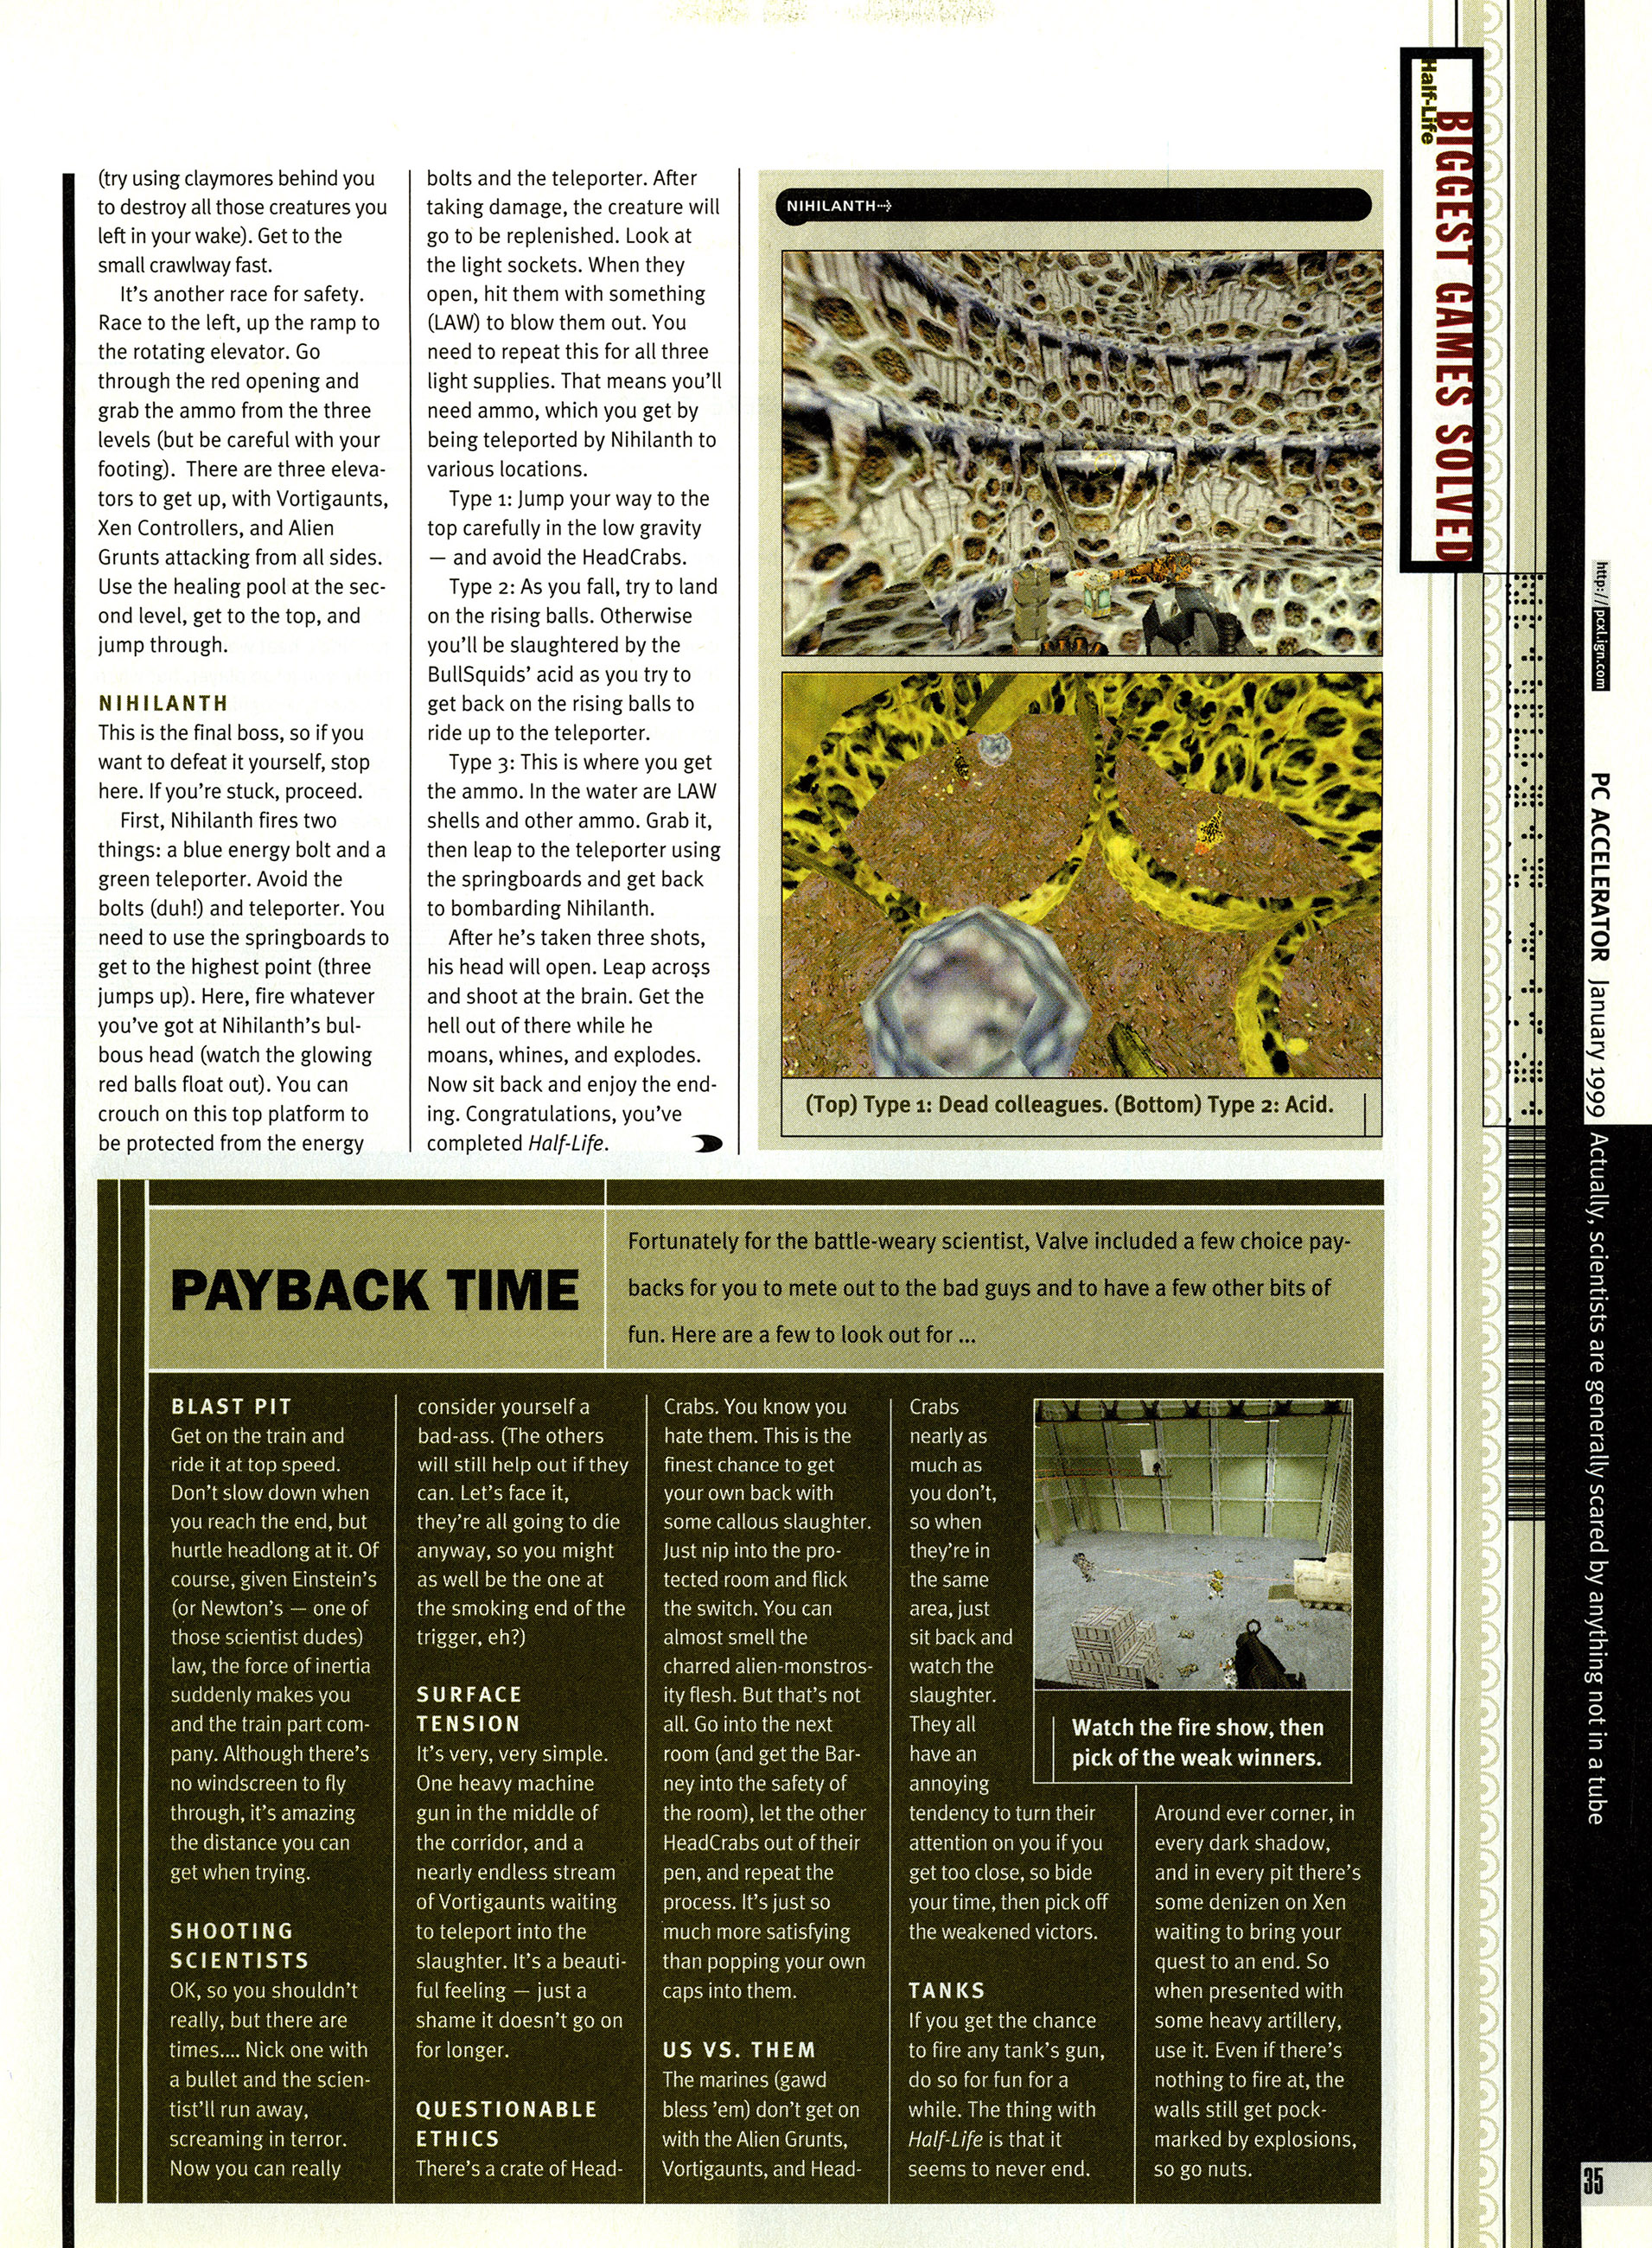 (try using claymores behind you
to destroy all those creatures you
left in your wake). Get to the
small crawlway fast.
It's another race for safety.
Race to the left, up the ramp to
the rotating elevator. Go
through the red opening and
grab the ammo from the three
levels (but be careful with your
footing). There are three eleva-
tors to get up, with Vortigaunts,
Xen Controllers, and Alien
Grunts attacking from all sides.
Use the healing pool at the sec-
ond level, get to the top, and
jump through.
NIHILANTH
This is the final boss, so if you
want to defeat it yourself, stop
here. If you're stuck, proceed.
First, Nihilanth fires two
things: a blue energy bolt and a
green teleporter. Avoid the
bolts (duh!) and teleporter. You
need to use the springboards to
get to the highest point (three
jumps up). Here, fire whatever
you've got at Nihilanth's bul-
bous head (watch the glowing
red balls float out). You can
crouch on this top platform to
be protected from the energy
bolts and the teleporter. After
taking damage, the creature will
go to be replenished. Look at
the light sockets. When they
open, hit them with something
(LAW) to blow them out. You
need to repeat this for all three
light supplies. That means you'll
need ammo, which you get by
being teleported by Nihilanth to
various locations.
Type 1: Jump your way to the
top carefully in the low gravity
— and avoid the HeadCrabs.
Type 2: As you fall, try to land
on the rising balls. Otherwise
you'll be slaughtered by the
BullSquids' acid as you try to
get back on the rising balls to
ride up to the teleporter.
Type 3: This is where you get
the ammo. In the water are LAW
shells and other ammo. Grab it,
then leap to the teleporter using
the springboards and get back
to bombarding Nihilanth.
After he's taken three shots,
his head will open. Leap across
and shoot at the brain. Get the
hell out of there while he
moans, whines, and explodes.
Now sit back and enjoy the end-
ing. Congratulations, you've
completed Half-Life.
NIHILANTH
(Top) Type 1: Dead colleagues. (Bottom) Type 2: Acid.
PAYBACK TIME
Fortunately for the battle-weary scientist, Valve included a few choice pay-
backs for you to mete out to the bad guys and to have a few other bits of
fun. Here are a few to look out for ...
BLAST PIT
Get on the train and
ride it at top speed.
Don't slow down when
you reach the end, but
hurtle headlong at it. Of
course, given Einstein's
(or Newton's — one of
those scientist dudes)
law, the force of inertia
suddenly makes you
and the train part com-
pany. Although there's
no windscreen to fly
through, it's amazing
the distance you can
get when trying.
SHOOTING
SCIENTISTS
OK, so you shouldn't
really, but there are
times.... Nick one with
a bullet and the scien-
tist'll run away,
screaming in terror.
Now you can really
consider yourself a
bad-ass. (The others
will still help out if they
can. Let's face it,
they're all going to die
anyway, so you might
as well be the one at
the smoking end of the
trigger, eh?)
SURFACE
TENSION
It's very, very simple.
One heavy machine
gun in the middle of
the corridor, and a
nearly endless stream
of Vortigaunts waiting
to teleport into the
slaughter. It's a beauti-
ful feeling — just a
shame it doesn't go on
for longer.
QUESTIONABLE
ETHICS
There's a crate of Head-
Crabs. You know you
hate them. This is the
finest chance to get
your own back with
some callous slaughter.
Just nip into the pro-
tected room and flick
the switch. You can
almost smell the
charred alien-monstros-
ity flesh. But that's not
all. Go into the next
room (and get the Bar-
ney into the safety of
the room), let the other
HeadCrabs out of their
pen, and repeat the
process. It's just so
much more satisfying
than popping your own
caps into them.
US VS. THEM
The marines (gawd
bless 'em) don't get on
with the Alien Grunts,
Vortigaunts, and Head-
Crabs
nearly as
much as
you don't,
so when
they're in
the same
area, just
sit back and
watch the
slaughter.
They all
have an
annoying
tendency to turn their
attention on you if you
get too close, so bide
your time, then pick off
the weakened victors.
TANKS
If you get the chance
to fire any tank's gun,
do so for fun for a
while. The thing with
Half-Life is that it
seems to never end.
Watch the fire show, then
pick of the weak winners.
Around ever corner, in
every dark shadow,
and in every pit there's
some denizen on Xen
waiting to bring your
quest to an end. So
when presented with
some heavy artillery,
use it. Even if there's
nothing to fire at, the
walls still get pock-
marked by explosions,
so go nuts.
BIGGEST GAMES SOLVED
Half-Life
http://pcxl.ign.com
PC ACCELERATOR January 1999 Actually, scientists are generally scared by anything not in a tube
35